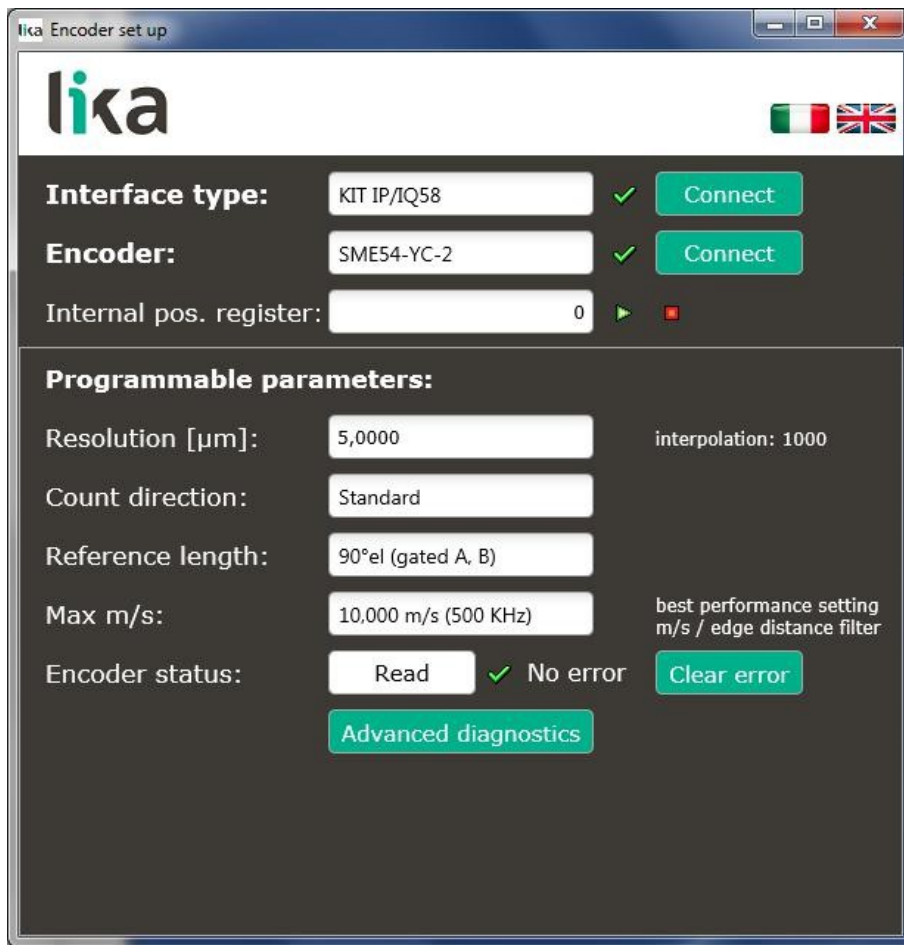 lika Encoder set up
lika
Interface type: KIT IP/IQ58 Connect
Encoder: SME54-YC-2 Connect
Internal pos. register: 0
Programmable parameters:
Resolution [µm]: 5,0000 interpolation: 1000
Count direction: Standard
Reference length: 90°el (gated A, B)
Max m/s: 10,000 m/s (500 KHz) best performance setting
m/s / edge distance filter
Encoder status: Read No error Clear error
Advanced diagnostics